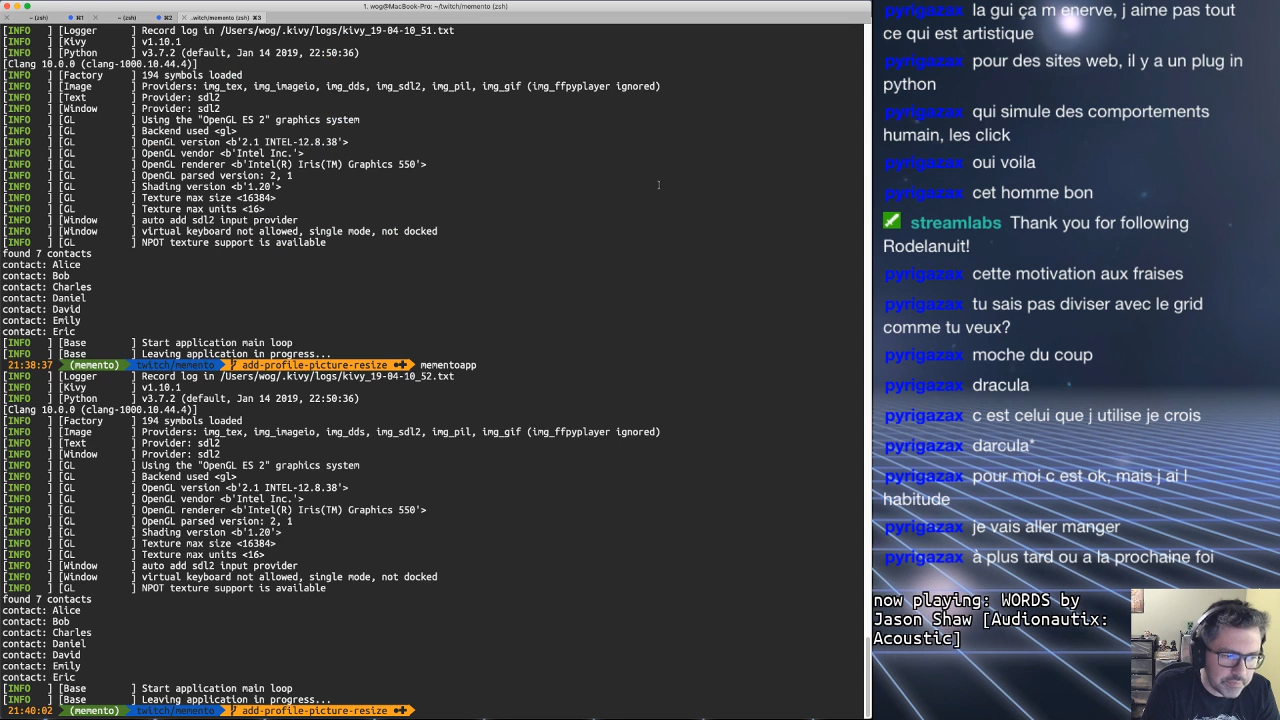 1. wog@MacBook-Pro: ~/twitch/memento (zsh)
~ (zsh) ⌘1 ~ (zsh) ⌘2 ..witch/memento (zsh) ⌘3
[INFO   ] [Logger      ] Record log in /Users/wog/.kivy/logs/kivy_19-04-10_51.txt
[INFO   ] [Kivy        ] v1.10.1
[INFO   ] [Python      ] v3.7.2 (default, Jan 14 2019, 22:50:36)
[Clang 10.0.0 (clang-1000.10.44.4)]
[INFO   ] [Factory     ] 194 symbols loaded
[INFO   ] [Image       ] Providers: img_tex, img_imageio, img_dds, img_sdl2, img_pil, img_gif (img_ffpyplayer ignored)
[INFO   ] [Text        ] Provider: sdl2
[INFO   ] [Window      ] Provider: sdl2
[INFO   ] [GL          ] Using the "OpenGL ES 2" graphics system
[INFO   ] [GL          ] Backend used <gl>
[INFO   ] [GL          ] OpenGL version <b'2.1 INTEL-12.8.38'>
[INFO   ] [GL          ] OpenGL vendor <b'Intel Inc.'>
[INFO   ] [GL          ] OpenGL renderer <b'Intel(R) Iris(TM) Graphics 550'>
[INFO   ] [GL          ] OpenGL parsed version: 2, 1
[INFO   ] [GL          ] Shading version <b'1.20'>
[INFO   ] [GL          ] Texture max size <16384>
[INFO   ] [GL          ] Texture max units <16>
[INFO   ] [Window      ] auto add sdl2 input provider
[INFO   ] [Window      ] virtual keyboard not allowed, single mode, not docked
[INFO   ] [GL          ] NPOT texture support is available
found 7 contacts
contact: Alice
contact: Bob
contact: Charles
contact: Daniel
contact: David
contact: Emily
contact: Eric
[INFO   ] [Base        ] Start application main loop
[INFO   ] [Base        ] Leaving application in progress...
21:38:37 (memento) twitch/memento add-profile-picture-resize ●✚ mementoapp
[INFO   ] [Logger      ] Record log in /Users/wog/.kivy/logs/kivy_19-04-10_52.txt
[INFO   ] [Kivy        ] v1.10.1
[INFO   ] [Python      ] v3.7.2 (default, Jan 14 2019, 22:50:36)
[Clang 10.0.0 (clang-1000.10.44.4)]
[INFO   ] [Factory     ] 194 symbols loaded
[INFO   ] [Image       ] Providers: img_tex, img_imageio, img_dds, img_sdl2, img_pil, img_gif (img_ffpyplayer ignored)
[INFO   ] [Text        ] Provider: sdl2
[INFO   ] [Window      ] Provider: sdl2
[INFO   ] [GL          ] Using the "OpenGL ES 2" graphics system
[INFO   ] [GL          ] Backend used <gl>
[INFO   ] [GL          ] OpenGL version <b'2.1 INTEL-12.8.38'>
[INFO   ] [GL          ] OpenGL vendor <b'Intel Inc.'>
[INFO   ] [GL          ] OpenGL renderer <b'Intel(R) Iris(TM) Graphics 550'>
[INFO   ] [GL          ] OpenGL parsed version: 2, 1
[INFO   ] [GL          ] Shading version <b'1.20'>
[INFO   ] [GL          ] Texture max size <16384>
[INFO   ] [GL          ] Texture max units <16>
[INFO   ] [Window      ] auto add sdl2 input provider
[INFO   ] [Window      ] virtual keyboard not allowed, single mode, not docked
[INFO   ] [GL          ] NPOT texture support is available
found 7 contacts
contact: Alice
contact: Bob
contact: Charles
contact: Daniel
contact: David
contact: Emily
contact: Eric
[INFO   ] [Base        ] Start application main loop
[INFO   ] [Base        ] Leaving application in progress...
21:40:02 (memento) twitch/memento add-profile-picture-resize ●✚
pyrigazax la gui ça m enerve, j aime pas tout
ce qui est artistique
pyrigazax pour des sites web, il y a un plug in
python
pyrigazax qui simule des comportements
humain, les click
pyrigazax oui voila
pyrigazax cet homme bon
streamlabs Thank you for following
Rodelanuit!
pyrigazax cette motivation aux fraises
pyrigazax tu sais pas diviser avec le grid
comme tu veux?
pyrigazax moche du coup
pyrigazax dracula
pyrigazax c est celui que j utilise je crois
pyrigazax darcula*
pyrigazax pour moi c est ok, mais j ai l
habitude
pyrigazax je vais aller manger
pyrigazax à plus tard ou a la prochaine foi
now playing: WORDS by
Jason Shaw [Audionautix:
Acoustic]